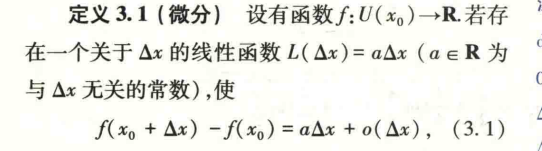 定义 3.1 (微分) 设有函数 f:U(x₀)→R.若存
在一个关于 Δx 的线性函数 L(Δx)= aΔx (a∈R 为
与 Δx 无关的常数),使
f(x₀ + Δx) -f(x₀) = aΔx + o(Δx), (3.1)